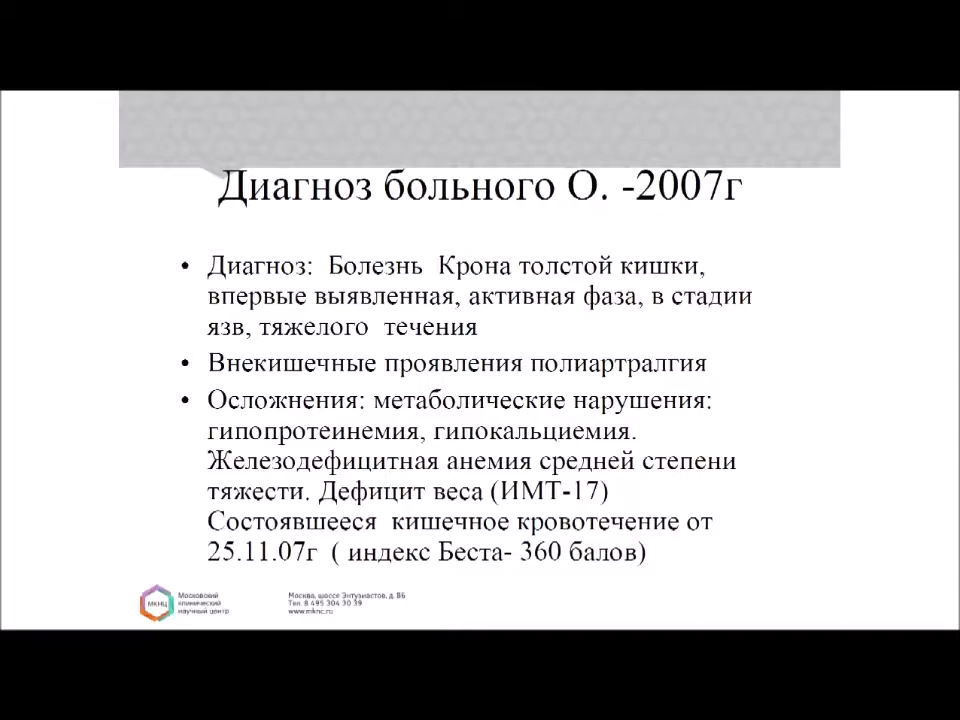 Диагноз больного О. -2007г
• Диагноз: Болезнь Крона толстой кишки,
впервые выявленная, активная фаза, в стадии
язв, тяжелого течения
• Внекишечные проявления полиартралгия
• Осложнения: метаболические нарушения:
гипопротеинемия, гипокальциемия.
Железодефицитная анемия средней степени
тяжести. Дефицит веса (ИМТ-17)
Состоявшееся кишечное кровотечение от
25.11.07г ( индекс Беста- 360 балов)
МКНЦ
Московский
клинический
научный центр
Москва, шоссе Энтузиастов, д. 86
Тел. 8 495 304 30 39
www.mknc.ru